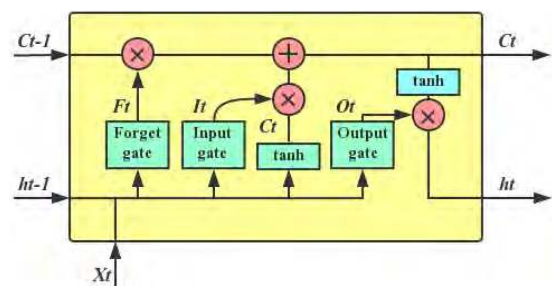 Ct-1
Ct
tanh
Ft
It
Ct
Ot
Forget gate
Input gate
tanh
Output gate
ht-1
ht
Xt